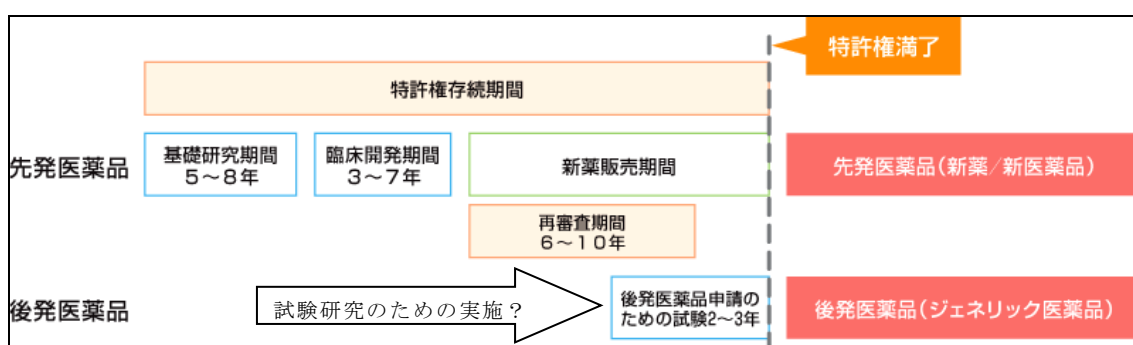 特許権満了
特許権存続期間
先発医薬品
基礎研究期間
5～8年
臨床開発期間
3～7年
新薬販売期間
先発医薬品（新薬／新医薬品）
再審査期間
6～10年
後発医薬品
試験研究のための実施？
後発医薬品申請の
ための試験2～3年
後発医薬品（ジェネリック医薬品）